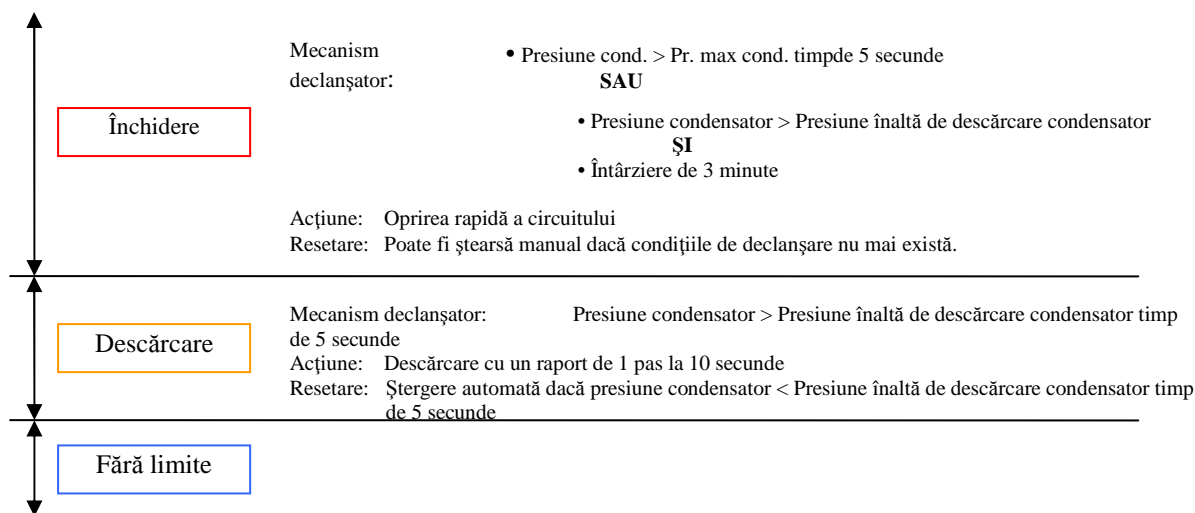 Mecanism
declanşator:
• Presiune cond. > Pr. max cond. timpde 5 secunde
SAU
Închidere
• Presiune condensator > Presiune înaltă de descărcare condensator
ŞI
• Întârziere de 3 minute
Acţiune: Oprirea rapidă a circuitului
Resetare: Poate fi ştearsă manual dacă condiţiile de declanşare nu mai există.
Mecanism declanşator: Presiune condensator > Presiune înaltă de descărcare condensator timp
de 5 secunde
Descărcare
Acţiune: Descărcare cu un raport de 1 pas la 10 secunde
Resetare: Ştergere automată dacă presiune condensator < Presiune înaltă de descărcare condensator timp
de 5 secunde
Fără limite